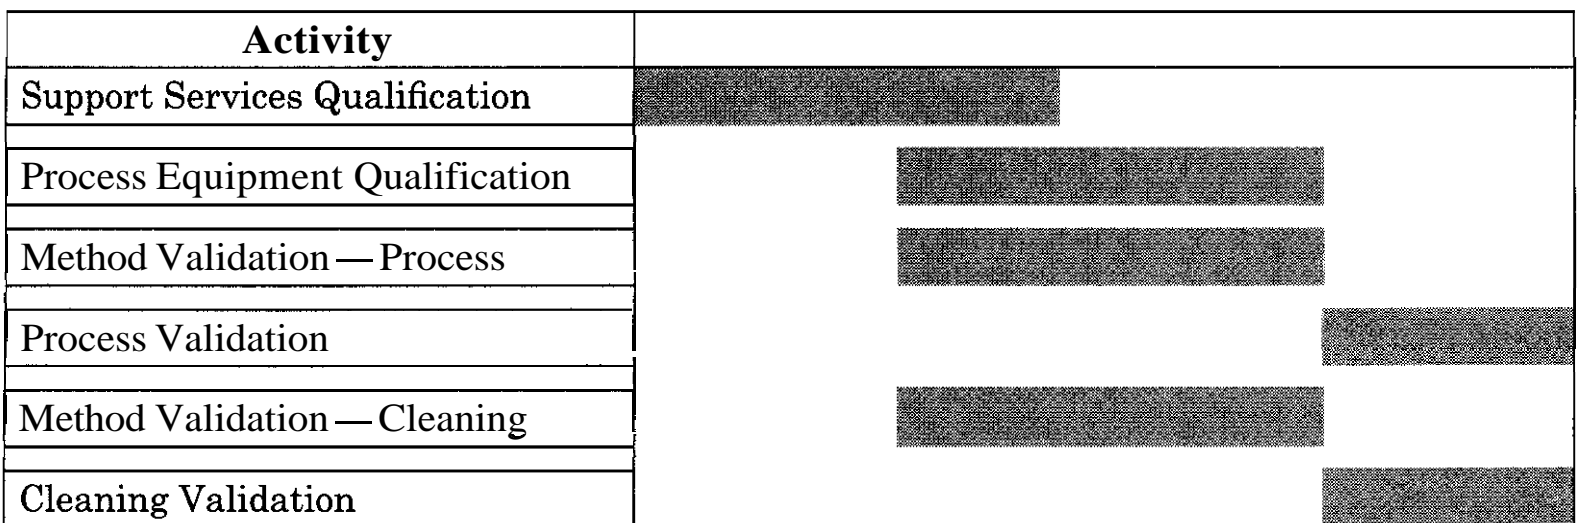 Activity
Support Services Qualification
Process Equipment Qualification
Method Validation — Process
Process Validation
Method Validation — Cleaning
Cleaning Validation